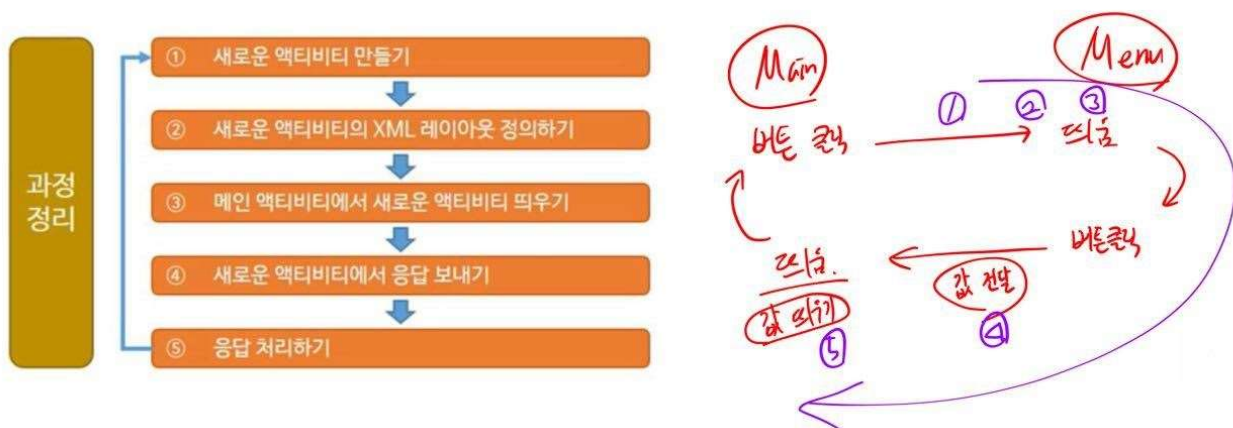 과정
정리
① 새로운 액티비티 만들기
② 새로운 액티비티의 XML 레이아웃 정의하기
③ 메인 액티비티에서 새로운 액티비티 띄우기
④ 새로운 액티비티에서 응답 보내기
⑤ 응답 처리하기
Main
Menu
① ② ③
버튼 클릭
띄움
버튼클릭
띄움.
값 전달
값 띄우기
④
⑤